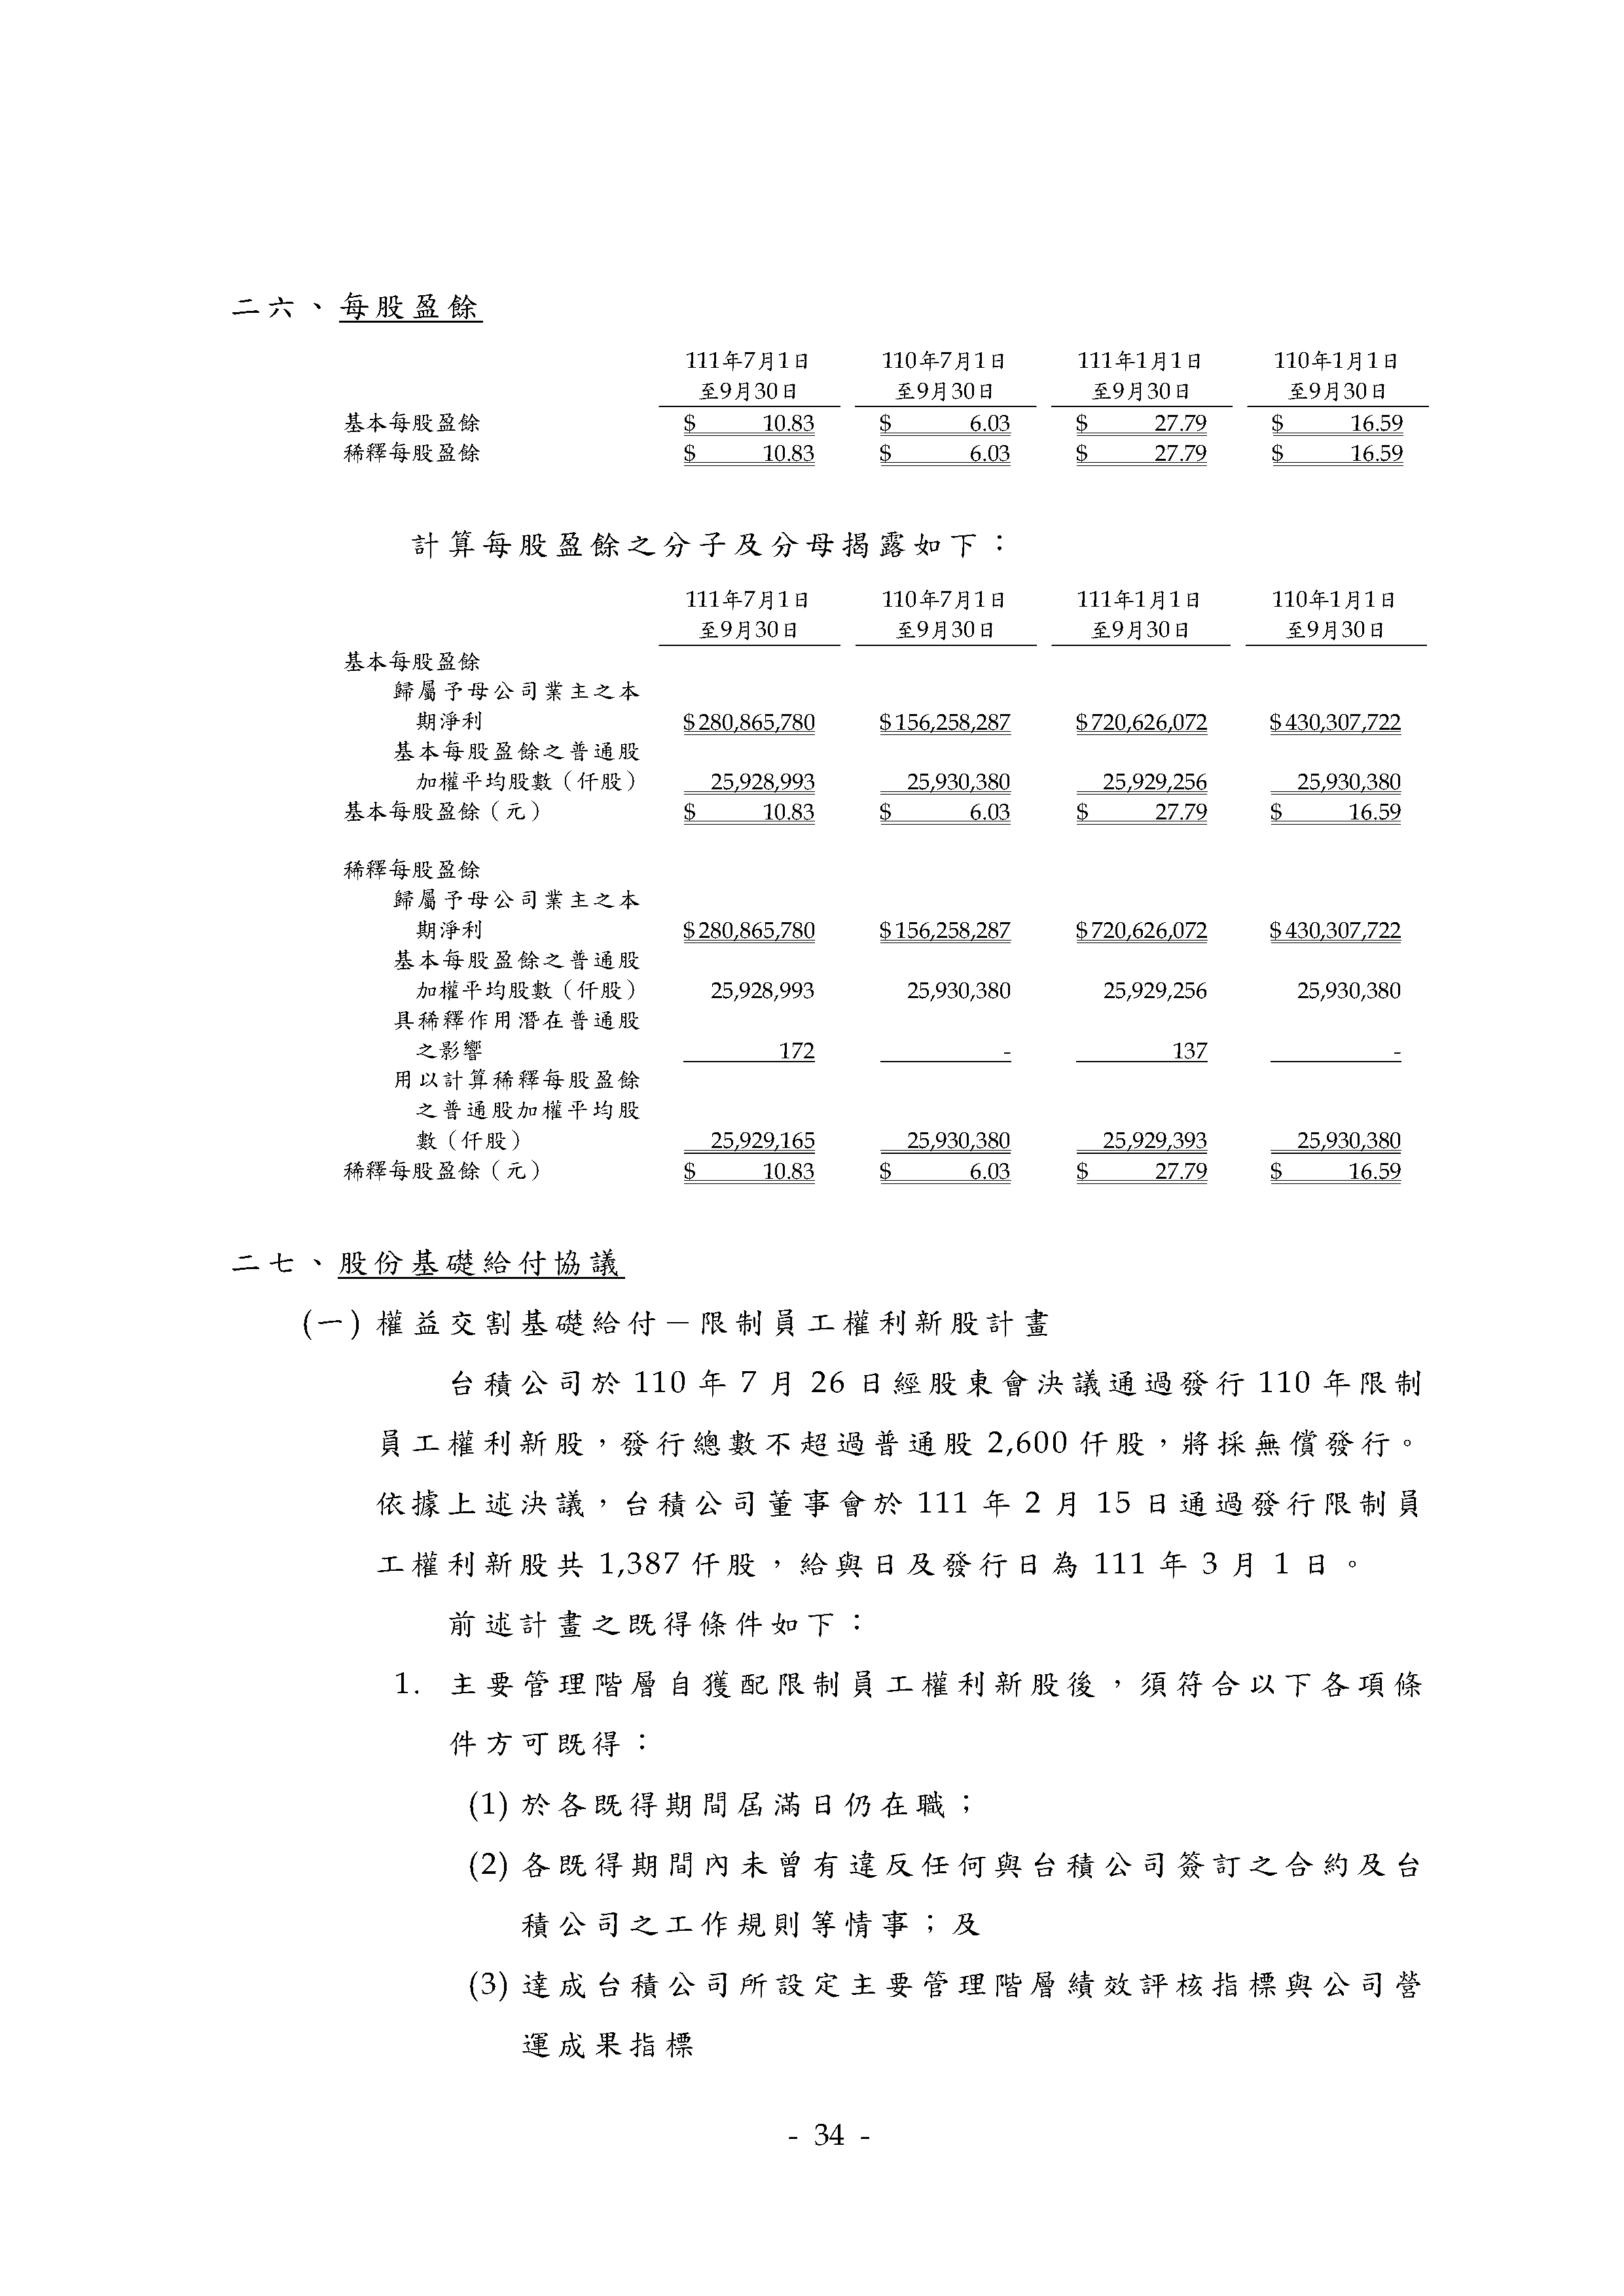 二六、每股盈餘
111年7月1日 110年7月1日 111年1月1日 110年1月1日
至9月30日 至9月30日 至9月30日 至9月30日
基本每股盈餘 $ 10.83 $ 6.03 $ 27.79 $ 16.59
稀釋每股盈餘 $ 10.83 $ 6.03 $ 27.79 $ 16.59
計算每股盈餘之分子及分母揭露如下：
111年7月1日 110年7月1日 111年1月1日 110年1月1日
至9月30日 至9月30日 至9月30日 至9月30日
基本每股盈餘
歸屬予母公司業主之本
期淨利 $280,865,780 $156,258,287 $720,626,072 $430,307,722
基本每股盈餘之普通股
加權平均股數（仟股） 25,928,993 25,930,380 25,929,256 25,930,380
基本每股盈餘（元） $ 10.83 $ 6.03 $ 27.79 $ 16.59
稀釋每股盈餘
歸屬予母公司業主之本
期淨利 $280,865,780 $156,258,287 $720,626,072 $430,307,722
基本每股盈餘之普通股
加權平均股數（仟股） 25,928,993 25,930,380 25,929,256 25,930,380
具稀釋作用潛在普通股
之影響 172 - 137 -
用以計算稀釋每股盈餘
之普通股加權平均股
數（仟股） 25,929,165 25,930,380 25,929,393 25,930,380
稀釋每股盈餘（元） $ 10.83 $ 6.03 $ 27.79 $ 16.59
二七、股份基礎給付協議
(一) 權益交割基礎給付－限制員工權利新股計畫
台積公司於 110 年 7 月 26 日經股東會決議通過發行 110 年限制
員工權利新股，發行總數不超過普通股 2,600 仟股，將採無償發行。
依據上述決議，台積公司董事會於 111 年 2 月 15 日通過發行限制員
工權利新股共 1,387 仟股，給與日及發行日為 111 年 3 月 1 日。
前述計畫之既得條件如下：
1. 主要管理階層自獲配限制員工權利新股後，須符合以下各項條
件方可既得：
(1) 於各既得期間屆滿日仍在職；
(2) 各既得期間內未曾有違反任何與台積公司簽訂之合約及台
積公司之工作規則等情事；及
(3) 達成台積公司所設定主要管理階層績效評核指標與公司營
運成果指標
- 34 -